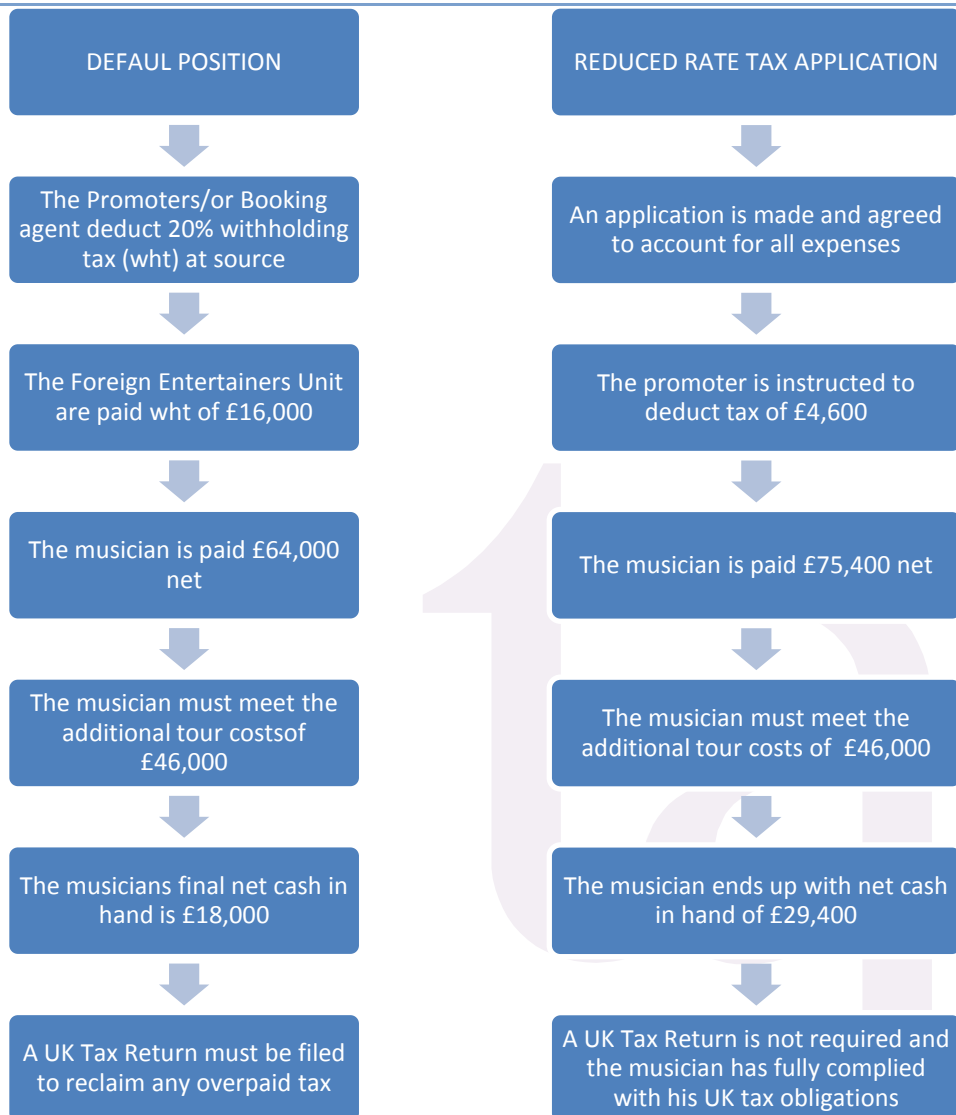 DEFAUL POSITION
The Promoters/or Booking
agent deduct 20% withholding
tax (wht) at source
The Foreign Entertainers Unit
are paid wht of £16,000
The musician is paid £64,000
net
The musician must meet the
additional tour costsof
£46,000
The musicians final net cash in
hand is £18,000
A UK Tax Return must be filed
to reclaim any overpaid tax
REDUCED RATE TAX APPLICATION
An application is made and agreed
to account for all expenses
The promoter is instructed to
deduct tax of £4,600
The musician is paid £75,400 net
The musician must meet the
additional tour costs of  £46,000
The musician ends up with net cash
in hand of £29,400
A UK Tax Return is not required and
the musician has fully complied
with his UK tax obligations